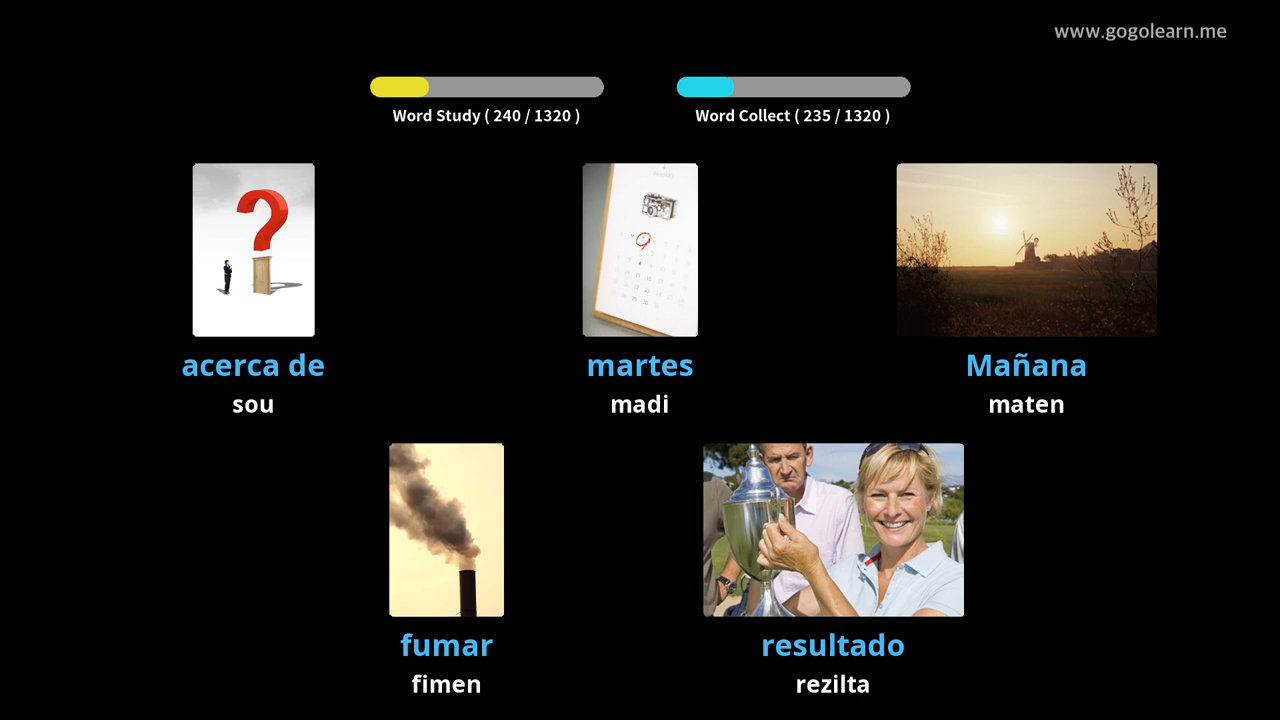 www.gogolearn.me
Word Study ( 240 / 1320 )
Word Collect ( 235 / 1320 )
acerca de
sou
martes
madi
Mañana
maten
fumar
fimen
resultado
rezilta